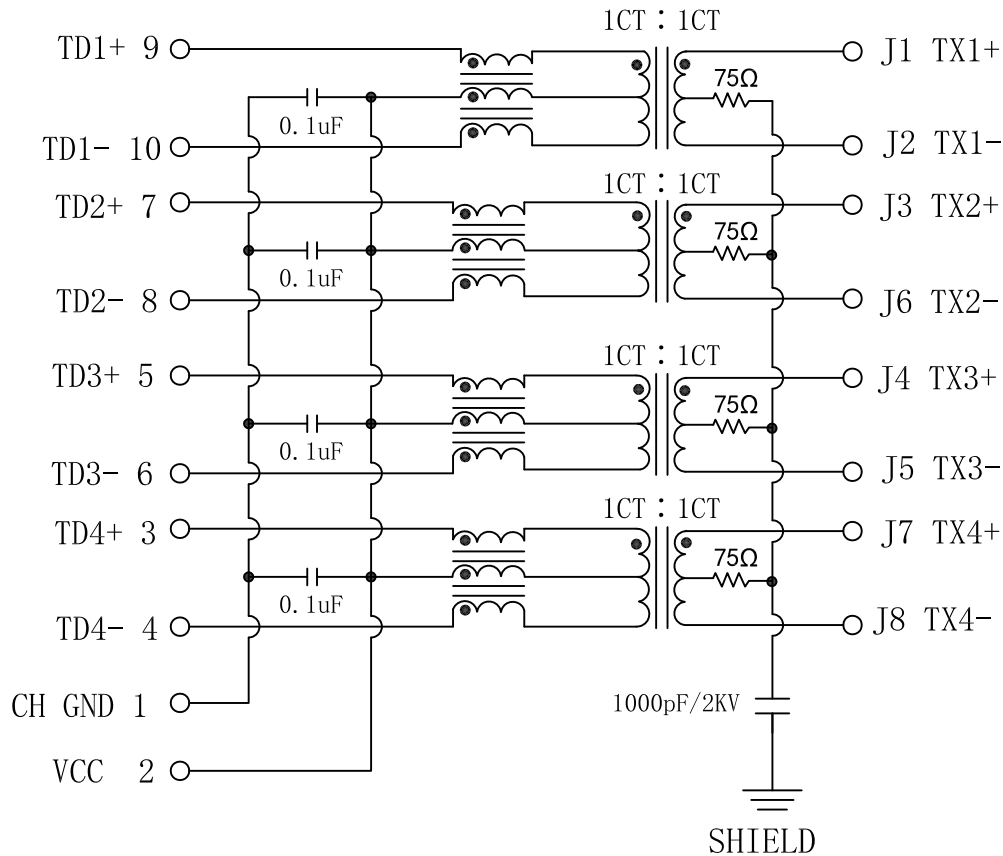 1CT : 1CT
TD1+ 9
J1 TX1+
75Ω
0.1uF
TD1- 10
J2 TX1-
1CT : 1CT
TD2+ 7
J3 TX2+
75Ω
0.1uF
TD2- 8
J6 TX2-
1CT : 1CT
TD3+ 5
J4 TX3+
75Ω
0.1uF
TD3- 6
J5 TX3-
1CT : 1CT
TD4+ 3
J7 TX4+
75Ω
0.1uF
TD4- 4
J8 TX4-
CH GND 1
1000pF/2KV
VCC 2
SHIELD